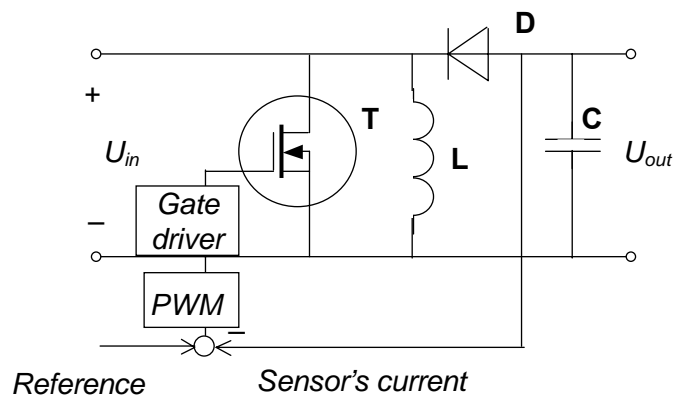 D
+
T
C
U_in
L
U_out
Gate
driver
–
PWM
–
Reference
Sensor's current